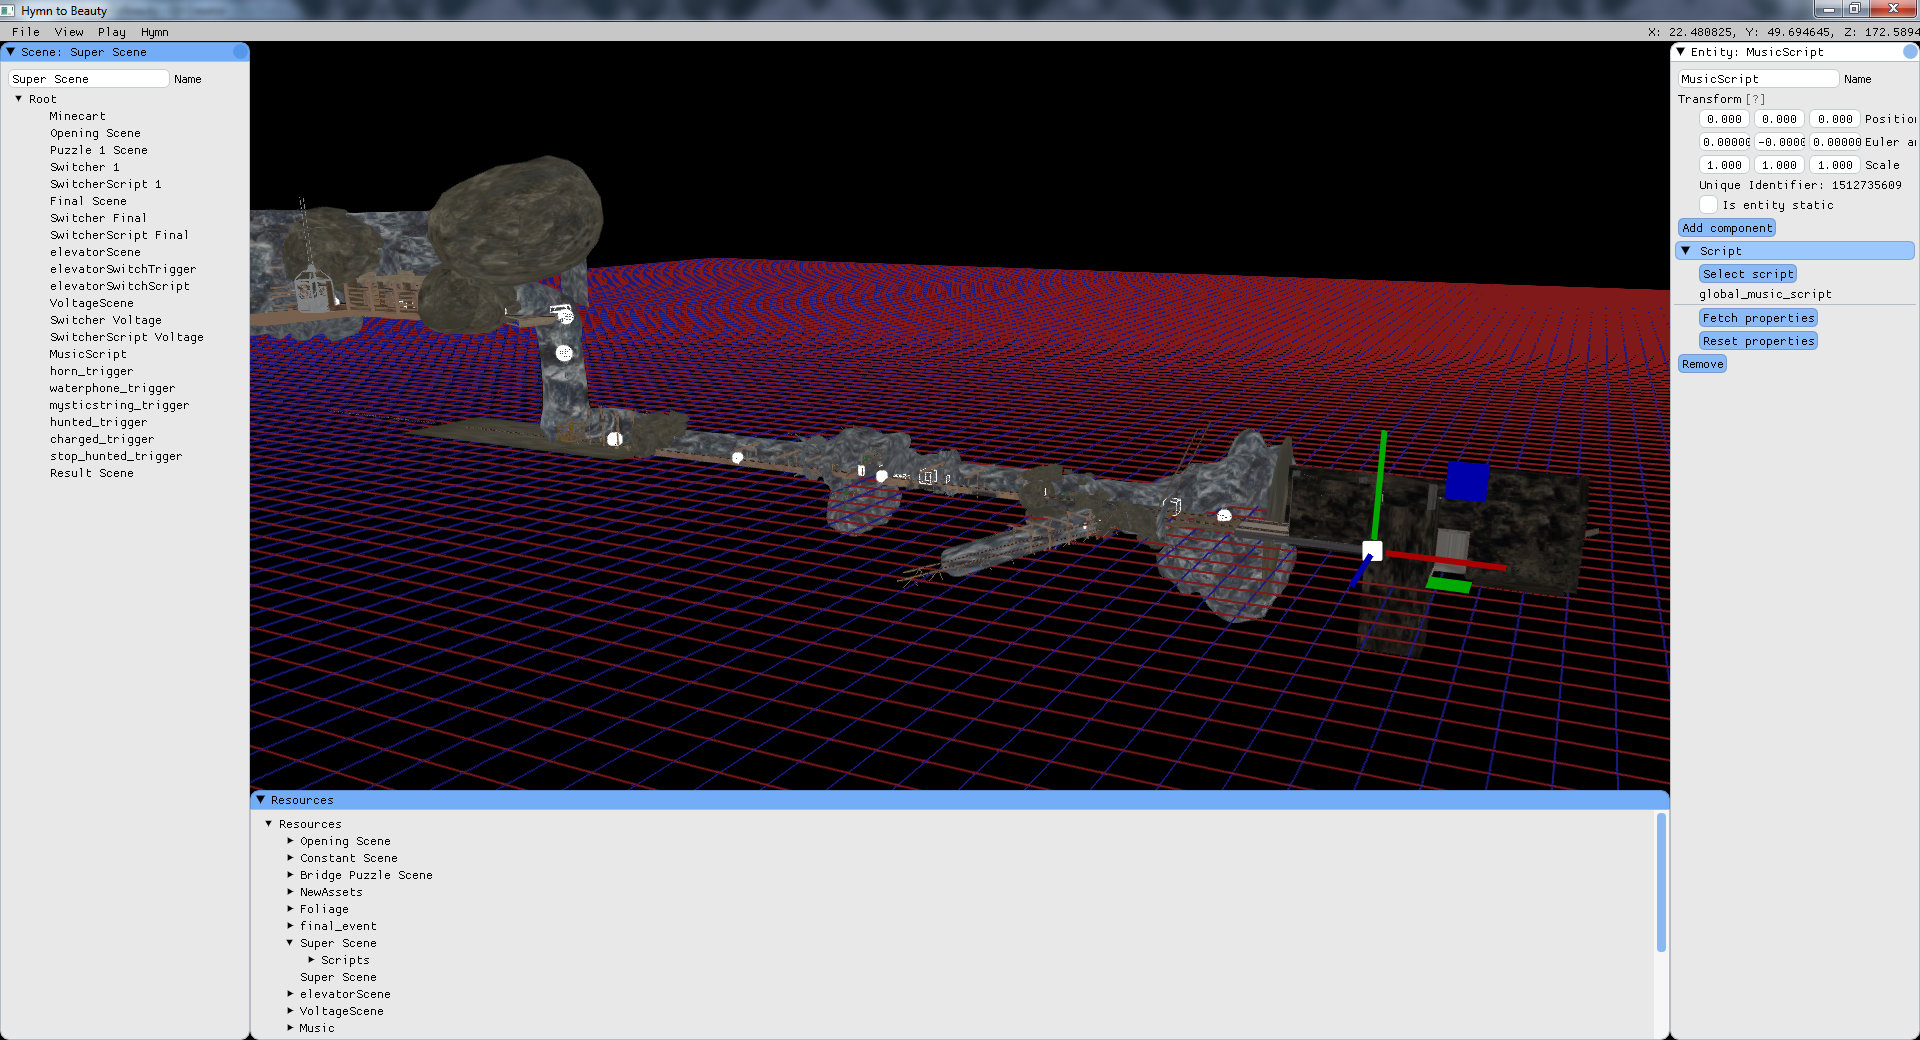 Hymn to Beauty
File View Play Hymn
X: 22.480825, Y: 49.694645, Z: 172.5894
Scene: Super Scene
Super Scene Name
Root
Minecart
Opening Scene
Puzzle 1 Scene
Switcher 1
SwitcherScript 1
Final Scene
Switcher Final
SwitcherScript Final
elevatorScene
elevatorSwitchTrigger
elevatorSwitchScript
VoltageScene
Switcher Voltage
SwitcherScript Voltage
MusicScript
horn_trigger
waterphone_trigger
mysticstring_trigger
hunted_trigger
charged_trigger
stop_hunted_trigger
Result Scene
Resources
Resources
Opening Scene
Constant Scene
Bridge Puzzle Scene
NewAssets
Foliage
final_event
Super Scene
Scripts
Super Scene
elevatorScene
VoltageScene
Music
Entity: MusicScript
MusicScript Name
Transform [?]
0.000 0.000 0.000 Position
0.00000 -0.0000 0.00000 Euler a
1.000 1.000 1.000 Scale
Unique Identifier: 1512735609
Is entity static
Add component
Script
Select script
global_music_script
Fetch properties
Reset properties
Remove